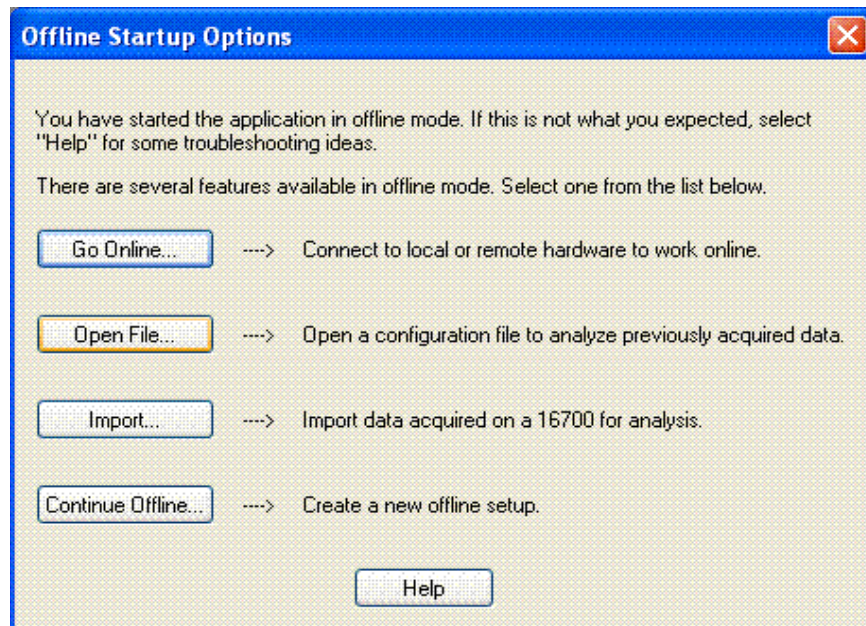 Offline Startup Options
You have started the application in offline mode. If this is not what you expected, select
"Help" for some troubleshooting ideas.
There are several features available in offline mode. Select one from the list below.
Go Online... ----> Connect to local or remote hardware to work online.
Open File... ----> Open a configuration file to analyze previously acquired data.
Import... ----> Import data acquired on a 16700 for analysis.
Continue Offline... ----> Create a new offline setup.
Help